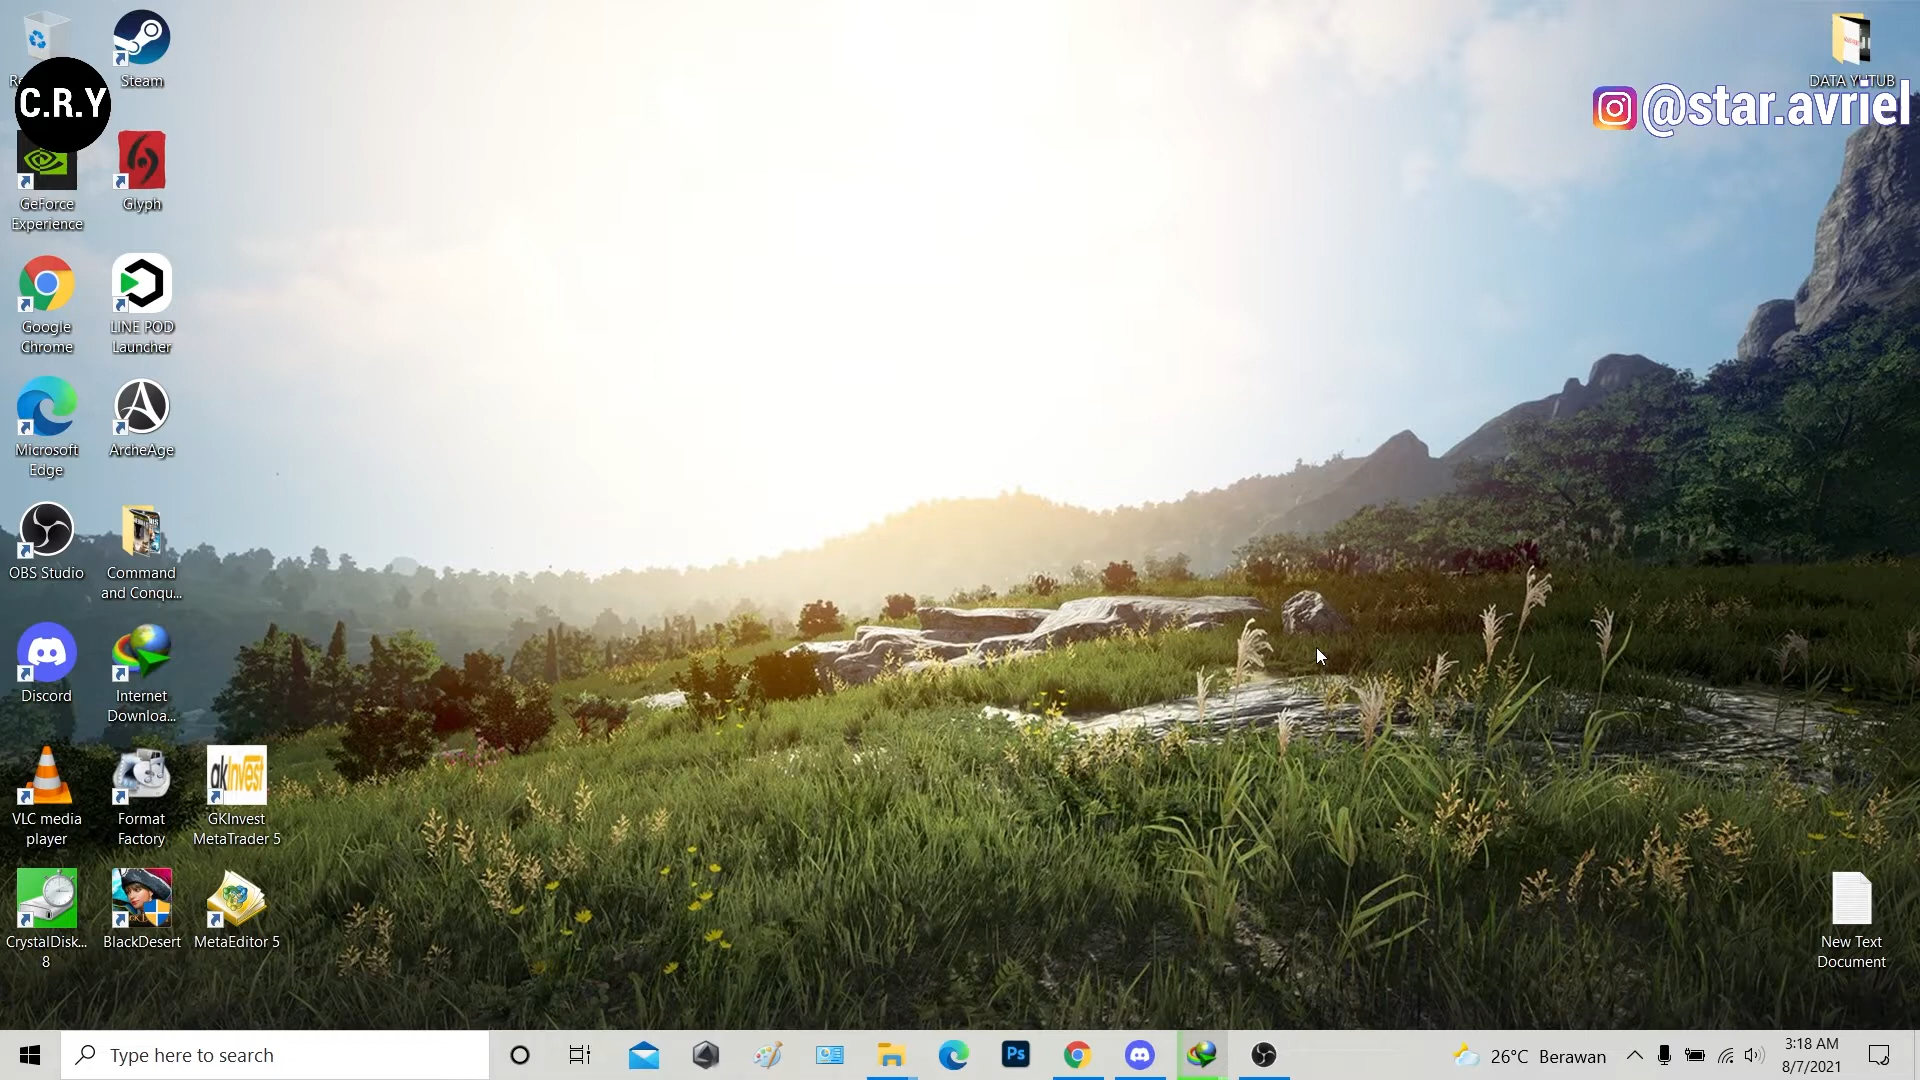 Steam
C.R.Y
GeForce
Experience
Glyph
Google
Chrome
LINE POD
Launcher
Microsoft
Edge
ArcheAge
OBS Studio
Command
and Conqu...
Discord
Internet
Downloa...
VLC media
player
Format
Factory
GKInvest
MetaTrader 5
CrystalDisk...
8
BlackDesert
MetaEditor 5
DATA YUTUB
@star.avriel
New Text
Document
Type here to search
Ps
26°C Berawan
3:18 AM
8/7/2021